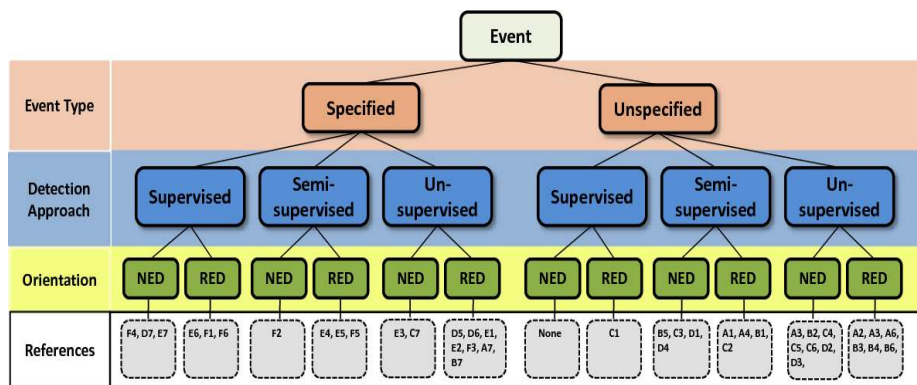 Event
Event Type
Specified
Unspecified
Detection
Approach
Supervised
Semi-
supervised
Un-
supervised
Supervised
Semi-
supervised
Un-
supervised
Orientation
NED
RED
NED
RED
NED
RED
NED
RED
NED
RED
NED
RED
References
F4, D7, E7
E6, F1, F6
F2
E4, E5, F5
E3, C7
D5, D6, E1,
E2, F3, A7,
B7
None
C1
B5, C3, D1,
D4
A1, A4, B1,
C2
A3, B2, C4,
C5, C6, D2,
D3,
A2, A3, A6,
B3, B4, B6,